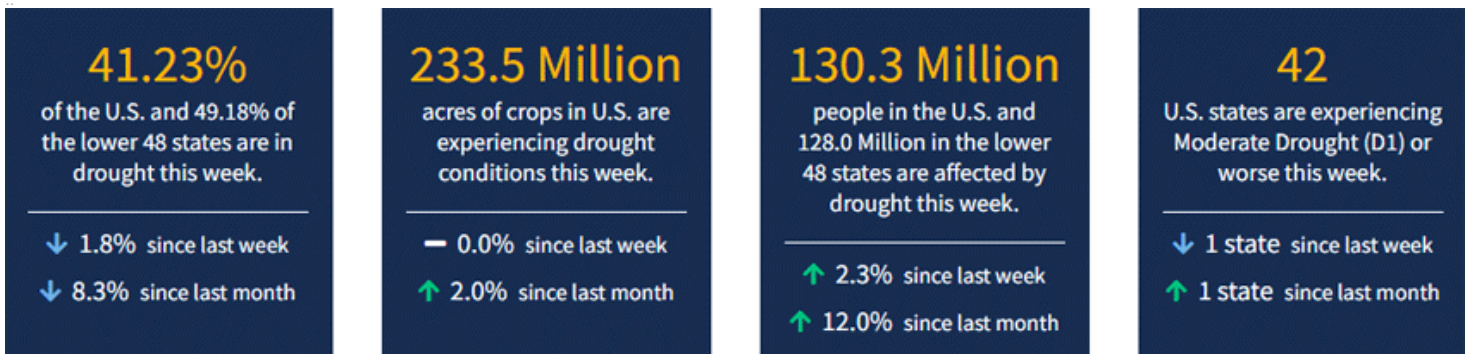 41.23%
of the U.S. and 49.18% of
the lower 48 states are in
drought this week.
1.8% since last week
8.3% since last month
233.5 Million
acres of crops in U.S. are
experiencing drought
conditions this week.
0.0% since last week
2.0% since last month
130.3 Million
people in the U.S. and
128.0 Million in the lower
48 states are affected by
drought this week.
2.3% since last week
12.0% since last month
42
U.S. states are experiencing
Moderate Drought (D1) or
worse this week.
1 state since last week
1 state since last month